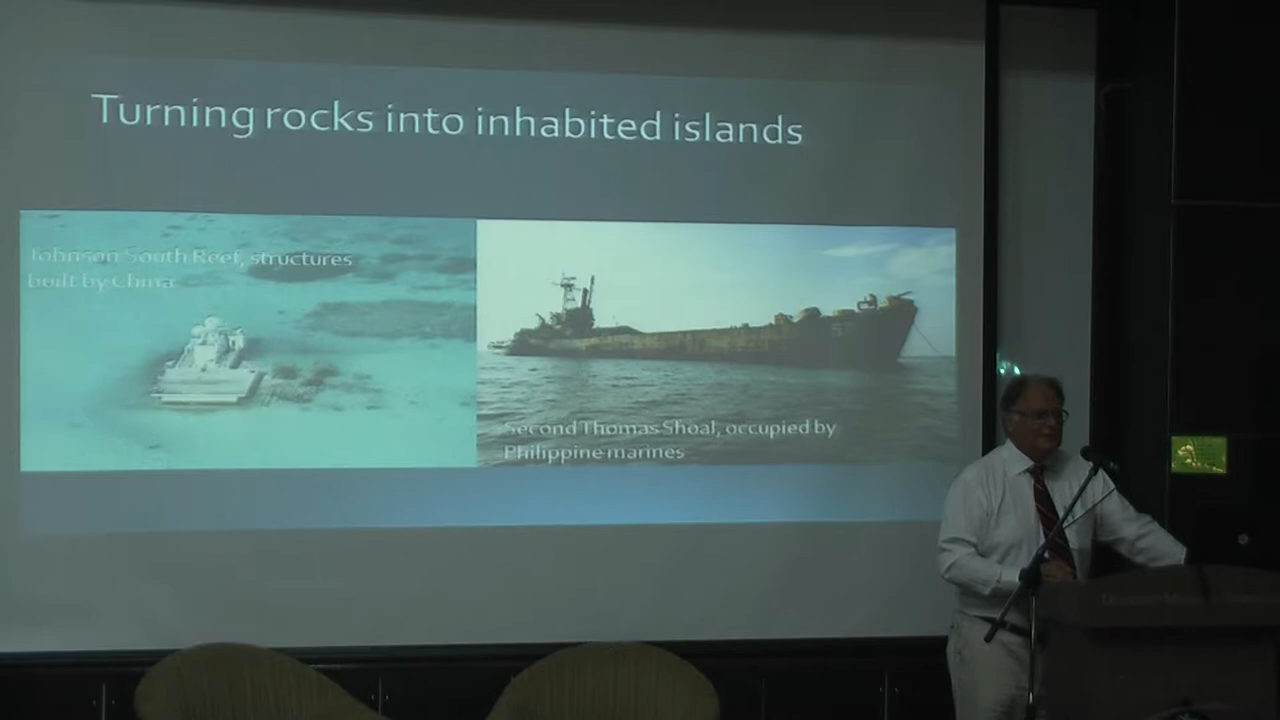 Turning rocks into inhabited islands
Johnson South Reef, structures
built by China
Second Thomas Shoal, occupied by
Philippine marines